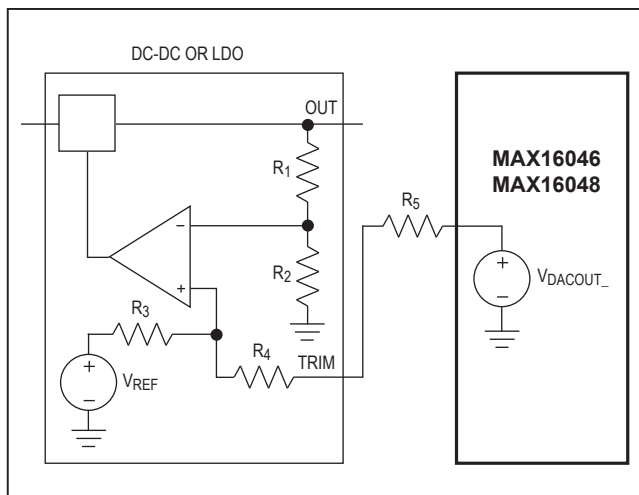 DC-DC OR LDO
OUT
R1
MAX16046
MAX16048
R5
−
R2
+
VDACOUT_
+
−
R3
R4
TRIM
+
VREF
−